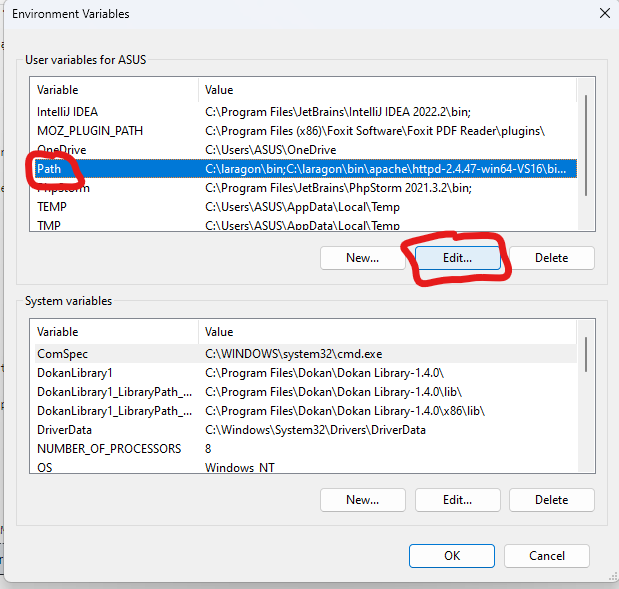 Environment Variables
User variables for ASUS
Variable Value
IntelliJ IDEA C:\Program Files\JetBrains\IntelliJ IDEA 2022.2\bin;
MOZ_PLUGIN_PATH C:\Program Files (x86)\Foxit Software\Foxit PDF Reader\plugins\
OneDrive C:\Users\ASUS\OneDrive
Path C:\laragon\bin;C:\laragon\bin\apache\httpd-2.4.47-win64-VS16\bi...
PhpStorm C:\Program Files\JetBrains\PhpStorm 2021.3.2\bin;
TEMP C:\Users\ASUS\AppData\Local\Temp
TMP C:\Users\ASUS\AppData\Local\Temp
New... Edit... Delete
System variables
Variable Value
ComSpec C:\WINDOWS\system32\cmd.exe
DokanLibrary1 C:\Program Files\Dokan\Dokan Library-1.4.0\
DokanLibrary1_LibraryPath_... C:\Program Files\Dokan\Dokan Library-1.4.0\lib\
DokanLibrary1_LibraryPath_... C:\Program Files\Dokan\Dokan Library-1.4.0\x86\lib\
DriverData C:\Windows\System32\Drivers\DriverData
NUMBER_OF_PROCESSORS 8
OS Windows_NT
New... Edit... Delete
OK Cancel